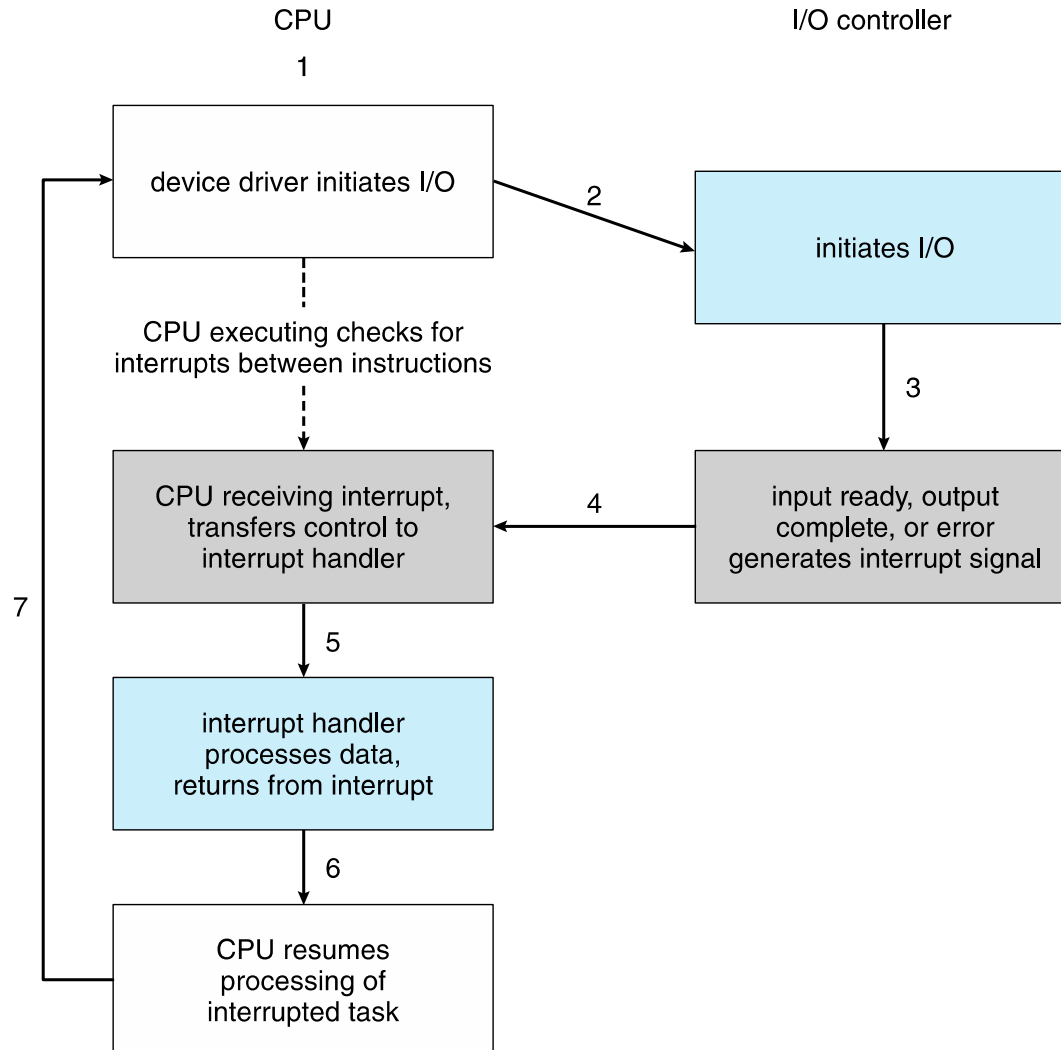 CPU
I/O controller
1
device driver initiates I/O
2
initiates I/O
CPU executing checks for
interrupts between instructions
3
CPU receiving interrupt,
transfers control to
interrupt handler
4
input ready, output
complete, or error
generates interrupt signal
7
5
interrupt handler
processes data,
returns from interrupt
6
CPU resumes
processing of
interrupted task